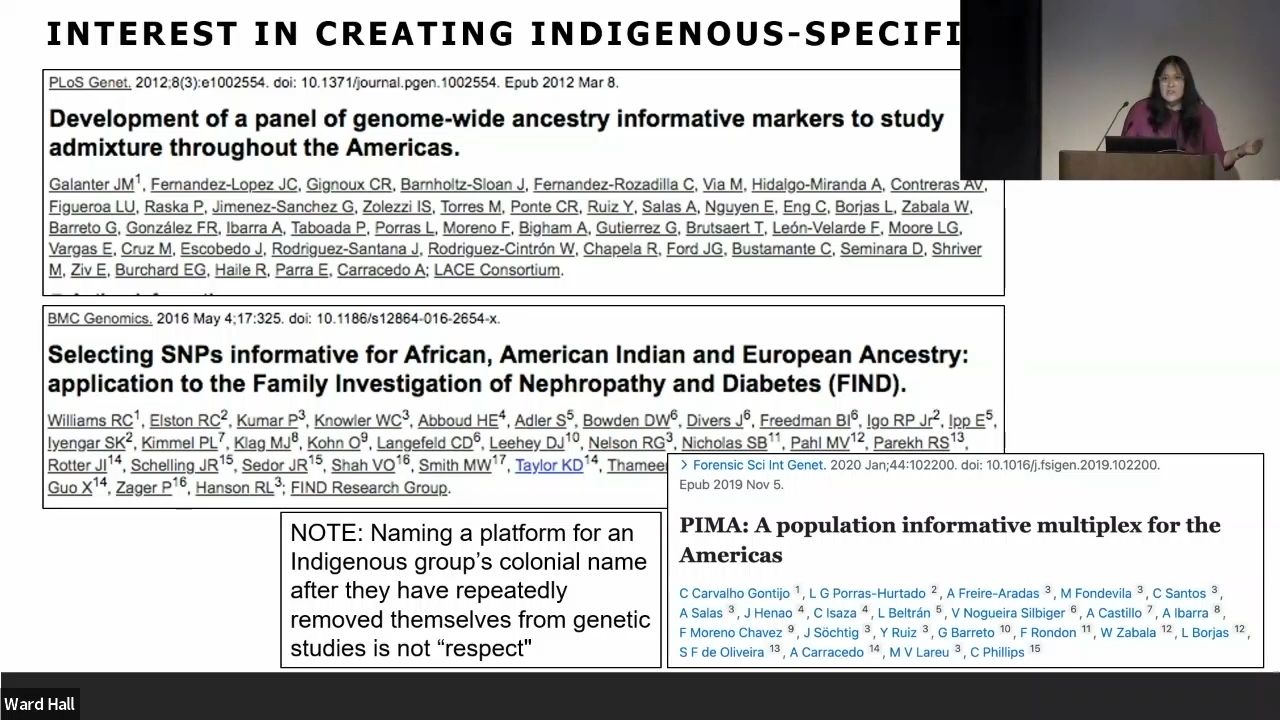 INTEREST IN CREATING INDIGENOUS-SPECIFI
PLoS Genet. 2012;8(3):e1002554. doi: 10.1371/journal.pgen.1002554. Epub 2012 Mar 8.
Development of a panel of genome-wide ancestry informative markers to study
admixture throughout the Americas.
Galanter JM1, Fernandez-Lopez JC, Gignoux CR, Barnholtz-Sloan J, Fernandez-Rozadilla C, Via M, Hidalgo-Miranda A, Contreras AV,
Figueroa LU, Raska P, Jimenez-Sanchez G, Zolezzi IS, Torres M, Ponte CR, Ruiz Y, Salas A, Nguyen E, Eng C, Borjas L, Zabala W,
Barreto G, González FR, Ibarra A, Taboada P, Porras L, Moreno F, Bigham A, Gutierrez G, Brutsaert T, León-Velarde F, Moore LG,
Vargas E, Cruz M, Escobedo J, Rodriguez-Santana J, Rodriguez-Cintrón W, Chapela R, Ford JG, Bustamante C, Seminara D, Shriver
M, Ziv E, Burchard EG, Haile R, Parra E, Carracedo A; LACE Consortium.
BMC Genomics. 2016 May 4;17:325. doi: 10.1186/s12864-016-2654-x.
Selecting SNPs informative for African, American Indian and European Ancestry:
application to the Family Investigation of Nephropathy and Diabetes (FIND).
Williams RC1, Elston RC2, Kumar P3, Knowler WC3, Abboud HE4, Adler S5, Bowden DW6, Divers J6, Freedman BI6, Igo RP Jr2, Ipp E5,
Iyengar SK2, Kimmel PL7, Klag MJ8, Kohn O9, Langefeld CD6, Leehey DJ10, Nelson RG3, Nicholas SB11, Pahl MV12, Parekh RS13,
Rotter JI14, Schelling JR15, Sedor JR15, Shah VO16, Smith MW17, Taylor KD14, Thamee
Guo X14, Zager P16, Hanson RL3; FIND Research Group.
> Forensic Sci Int Genet. 2020 Jan;44:102200. doi: 10.1016/j.fsigen.2019.102200.
Epub 2019 Nov 5.
PIMA: A population informative multiplex for the
Americas
C Carvalho Gontijo 1, L G Porras-Hurtado 2, A Freire-Aradas 3, M Fondevila 3, C Santos 3,
A Salas 3, J Henao 4, C Isaza 4, L Beltrán 5, V Nogueira Silbiger 6, A Castillo 7, A Ibarra 8,
F Moreno Chavez 9, J Söchtig 3, Y Ruiz 3, G Barreto 10, F Rondon 11, W Zabala 12, L Borjas 12,
S F de Oliveira 13, A Carracedo 14, M V Lareu 3, C Phillips 15
NOTE: Naming a platform for an
Indigenous group’s colonial name
after they have repeatedly
removed themselves from genetic
studies is not “respect"
Ward Hall